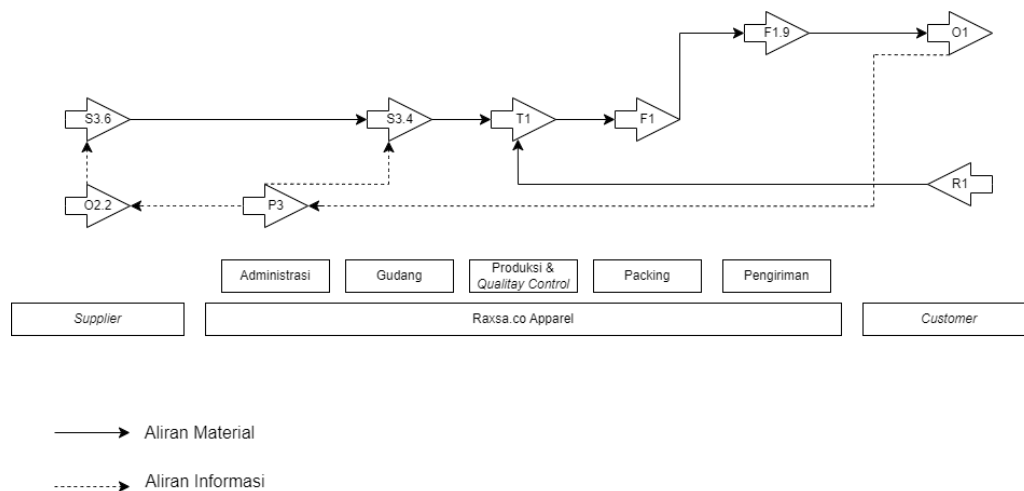 F1.9
O1
S3.6
S3.4
T1
F1
R1
O2.2
P3
Administrasi
Gudang
Produksi &
Qualitay Control
Packing
Pengiriman
Supplier
Raxsa.co Apparel
Customer
Aliran Material
Aliran Informasi